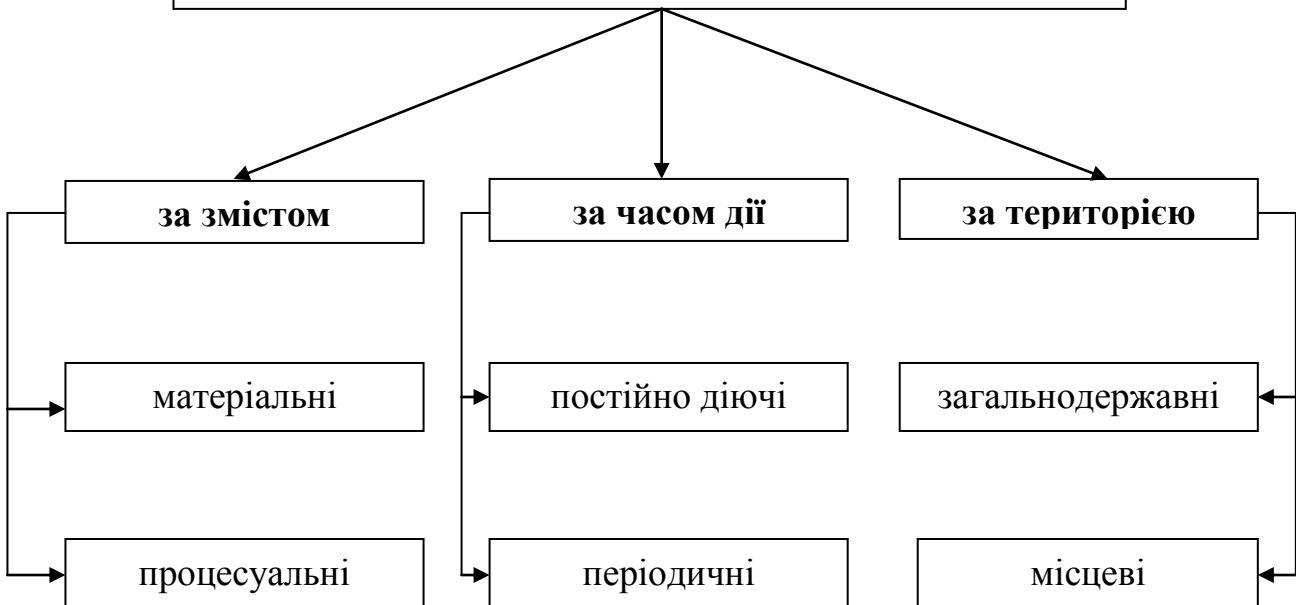 за змістом
за часом дії
за територією
матеріальні
постійно діючі
загальнодержавні
процесуальні
періодичні
місцеві